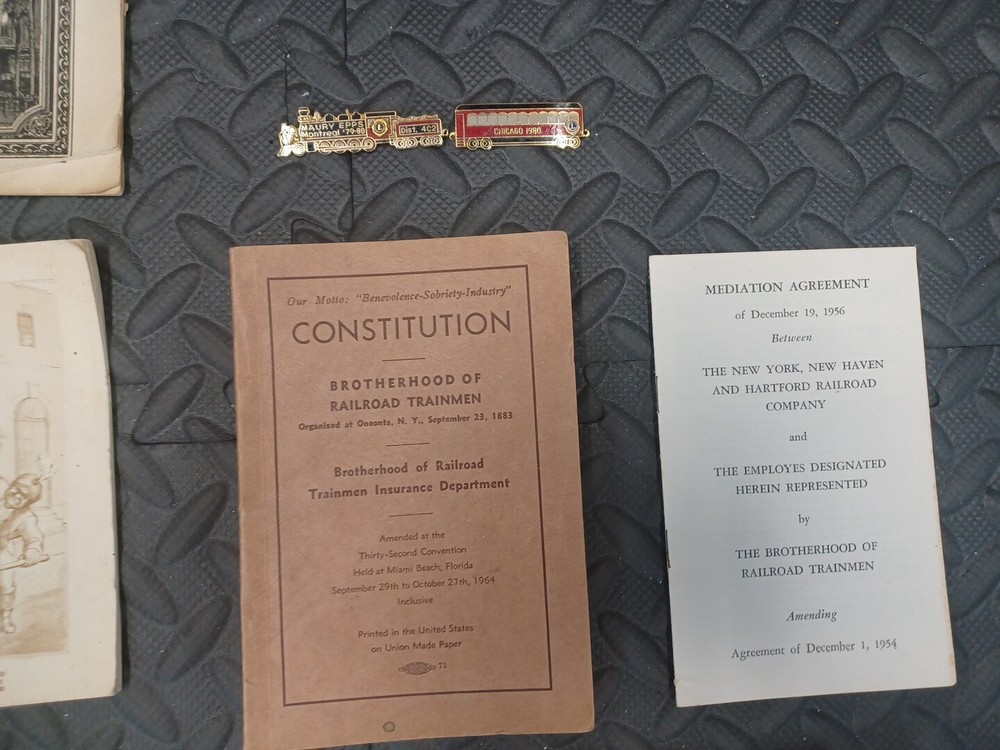 MAURY EPPS
Montreal '79-80
Dist. 4C2
CHICAGO 1980
Our Motto: "Benevolence-Sobriety-Industry"
CONSTITUTION
BROTHERHOOD OF
RAILROAD TRAINMEN
Organized at Oneonta, N. Y., September 23, 1883
Brotherhood of Railroad
Trainmen Insurance Department
Amended at the
Thirty-Second Convention
Held at Miami Beach, Florida
September 29th to October 27th, 1964
Inclusive
Printed in the United States
on Union Made Paper
MEDIATION AGREEMENT
of December 19, 1956
Between
THE NEW YORK, NEW HAVEN
AND HARTFORD RAILROAD
COMPANY
and
THE EMPLOYES DESIGNATED
HEREIN REPRESENTED
by
THE BROTHERHOOD OF
RAILROAD TRAINMEN
Amending
Agreement of December 1, 1954